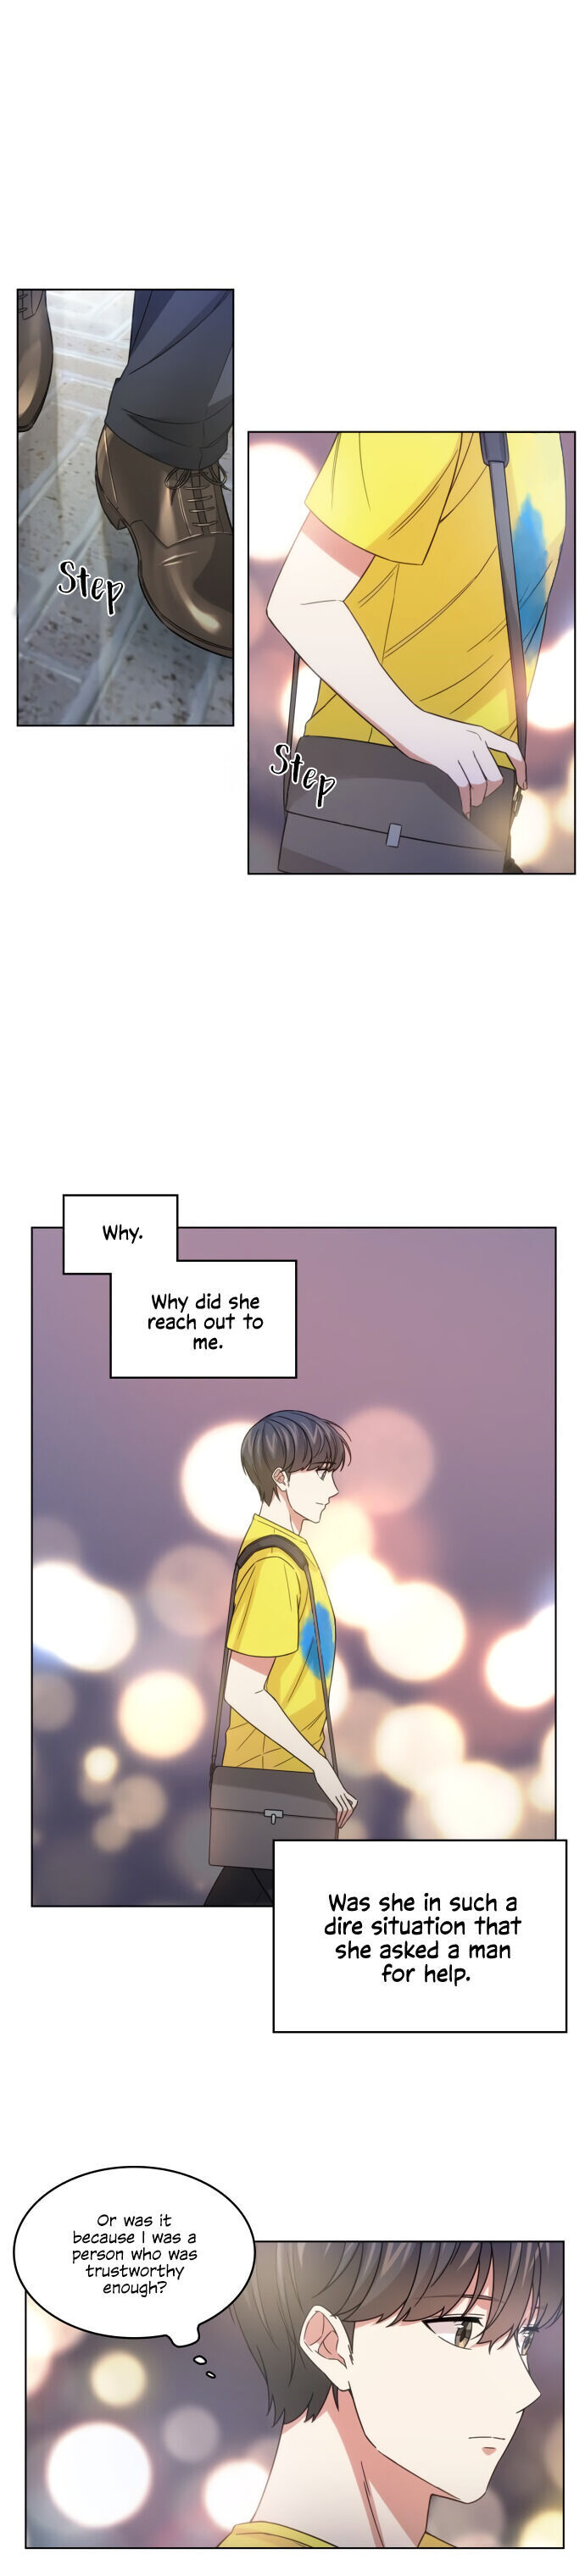 Step
Step
Why.
Why did she
reach out to
me.
Was she in such a
dire situation that
she asked a man
for help.
Or was it
because I was a
person who was
trustworthy
enough?